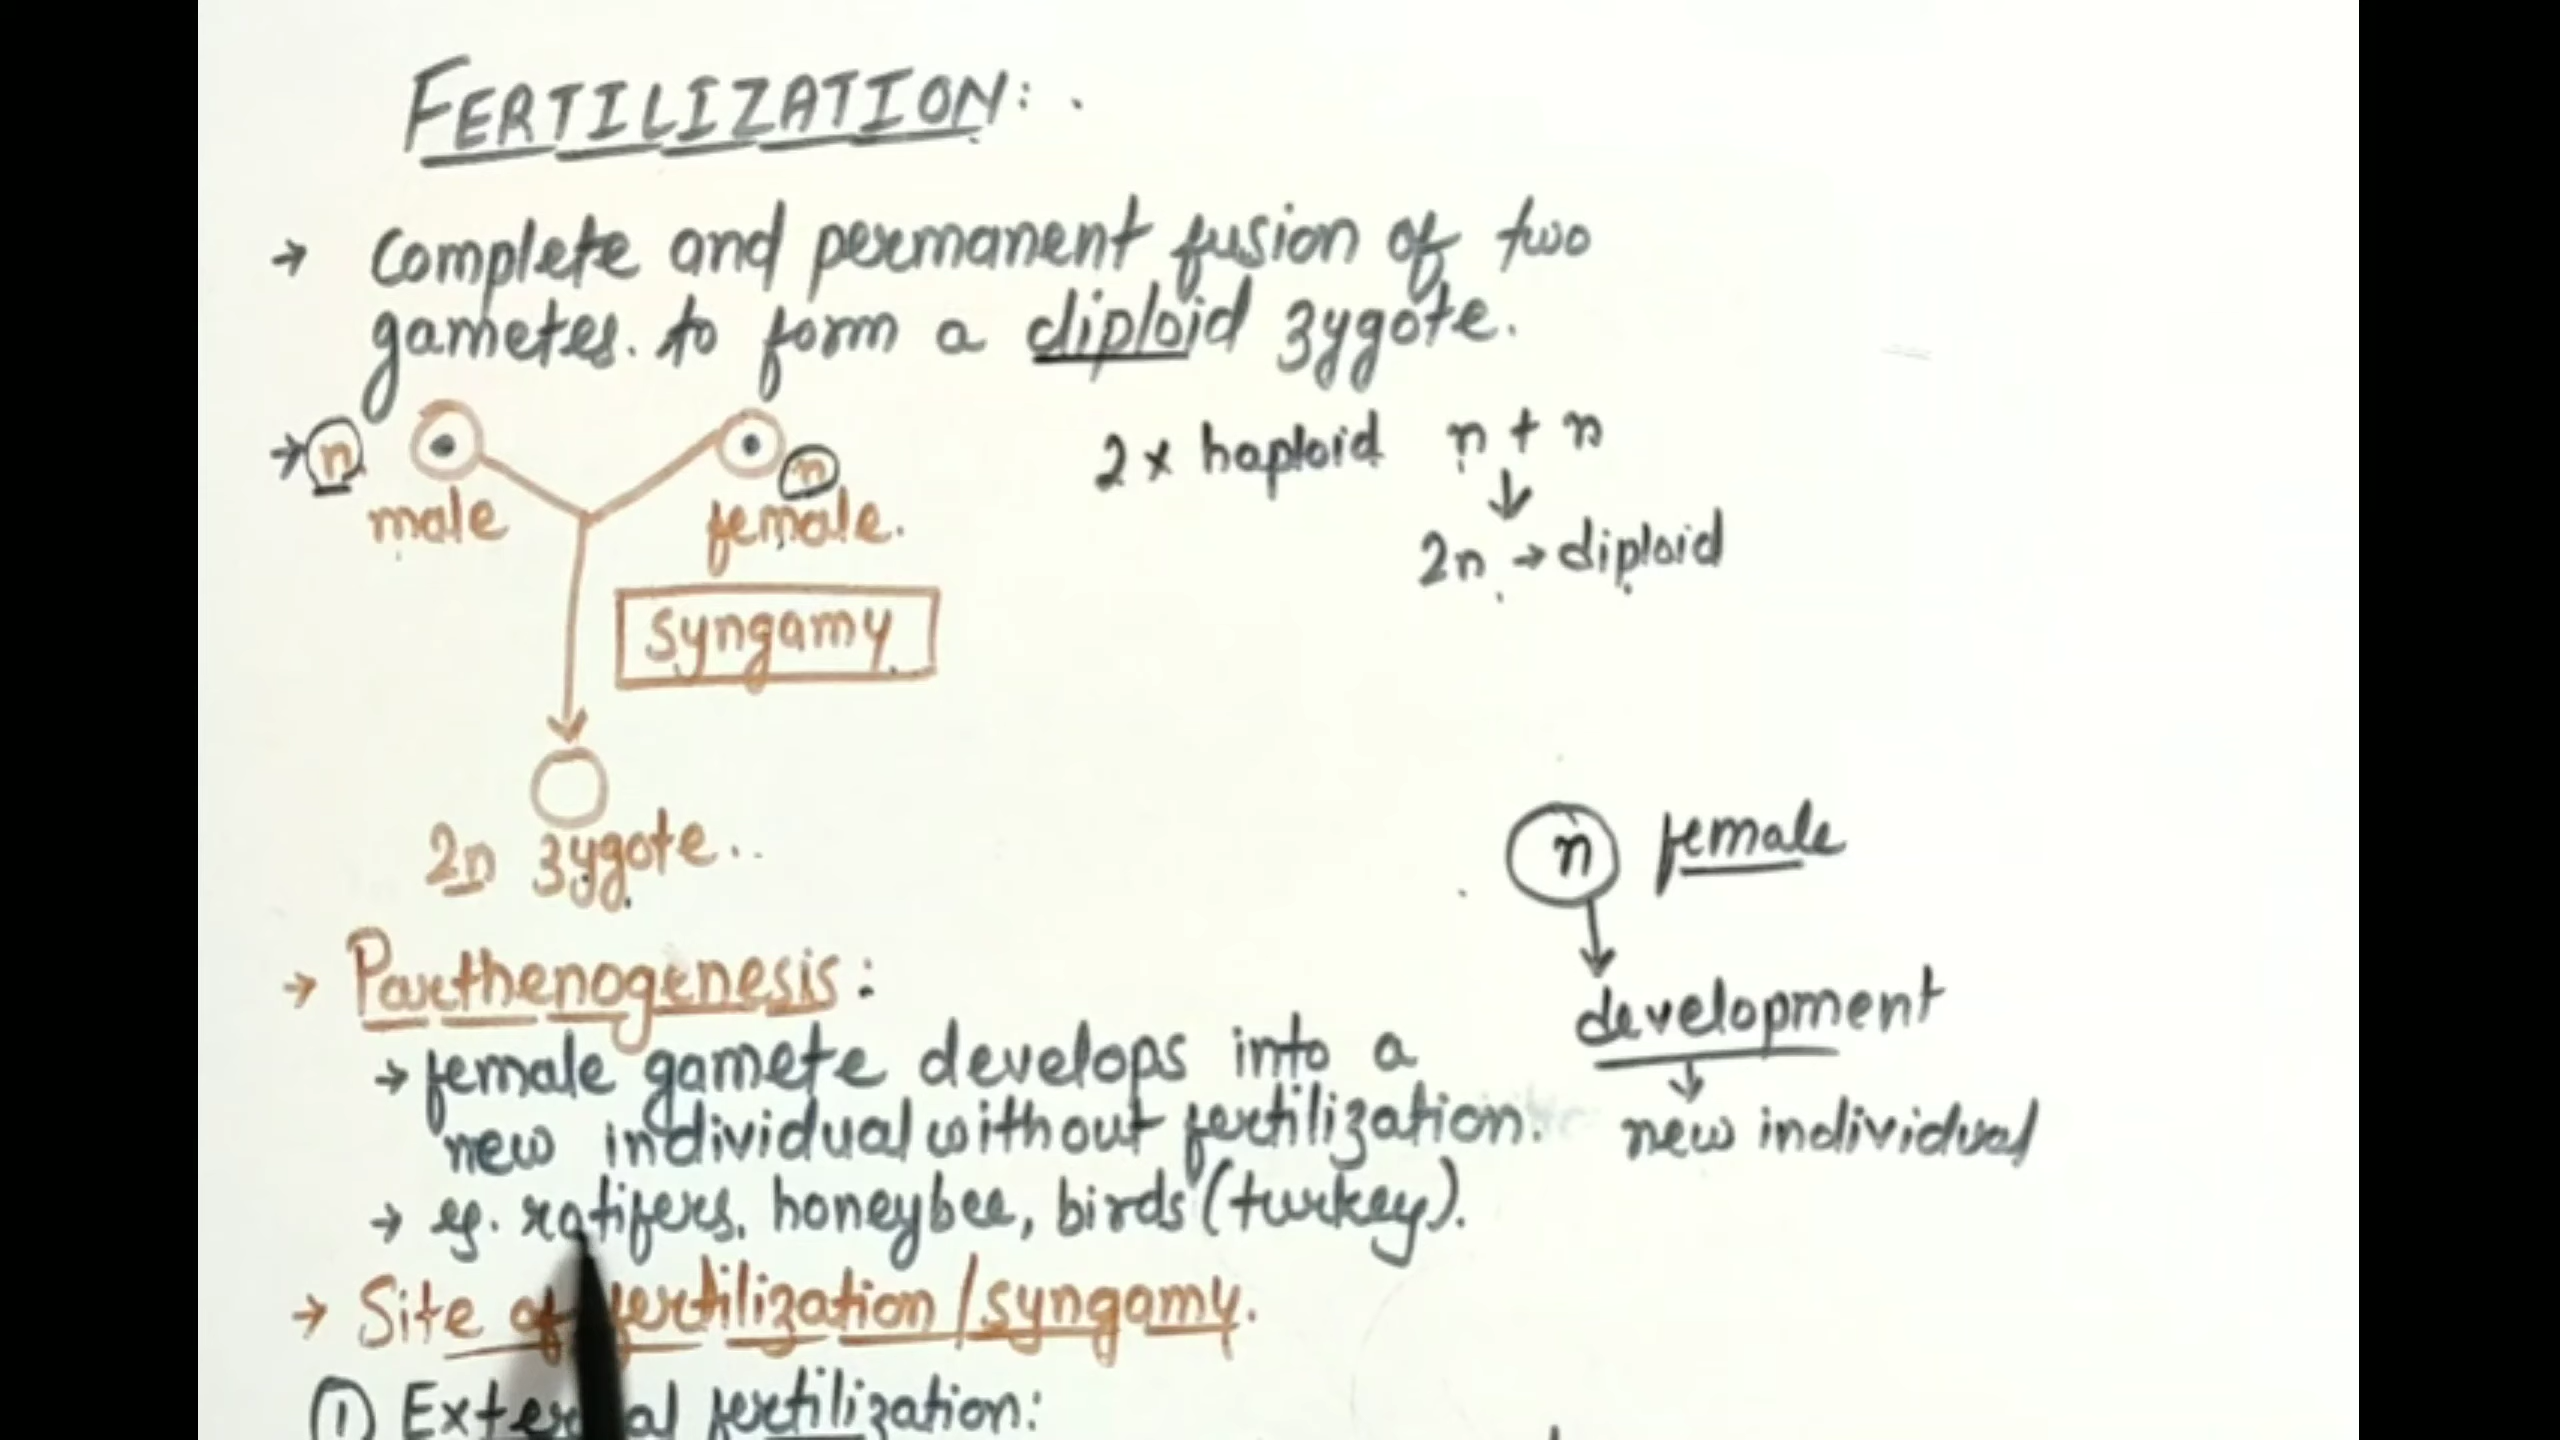 FERTILIZATION:
→ complete and permanent fusion of two
gametes. to form a diploid zygote.
→ n n
male female.
2 x haploid n + n
↓
2n → diploid
syngamy
2n zygote..
n female
↓
development
↓
new individual
→ Parthenogenesis:
→ female gamete develops into a
new individual without fertilization.
→ eg. rotifers, honeybee, birds (turkey).
→ Site of fertilization / syngamy.
① External fertilization: